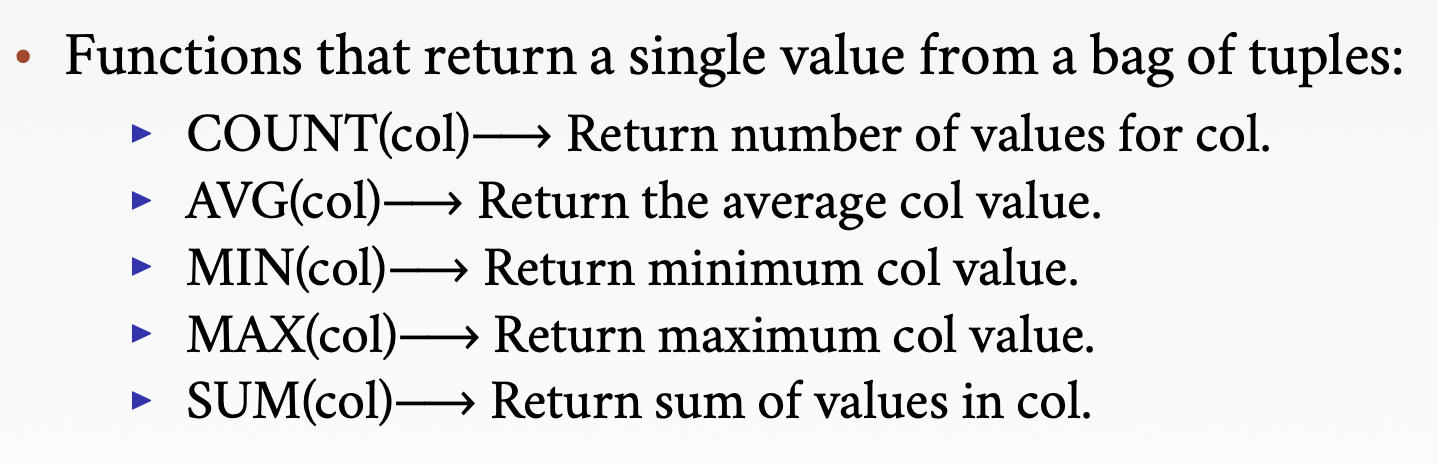 • Functions that return a single value from a bag of tuples:
▶ COUNT(col)⟶ Return number of values for col.
▶ AVG(col)⟶ Return the average col value.
▶ MIN(col)⟶ Return minimum col value.
▶ MAX(col)⟶ Return maximum col value.
▶ SUM(col)⟶ Return sum of values in col.